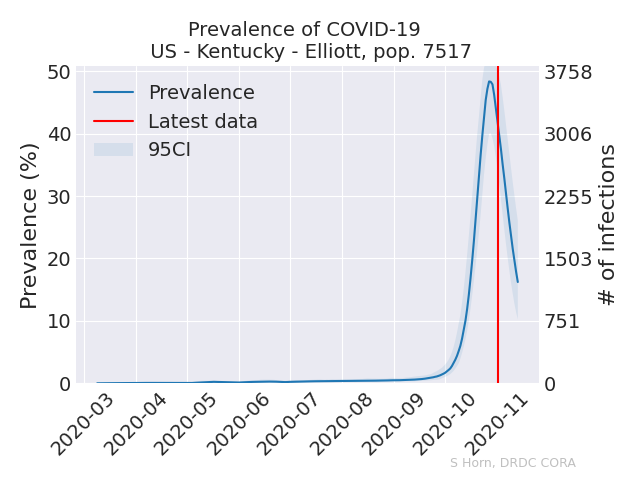 Prevalence of COVID-19
US - Kentucky - Elliott, pop. 7517
Prevalence
Latest data
95CI
Prevalence (%)
50
40
30
20
10
0
3758
3006
2255
1503
751
0
# of infections
2020-03
2020-04
2020-05
2020-06
2020-07
2020-08
2020-09
2020-10
2020-11
S Horn, DRDC CORA